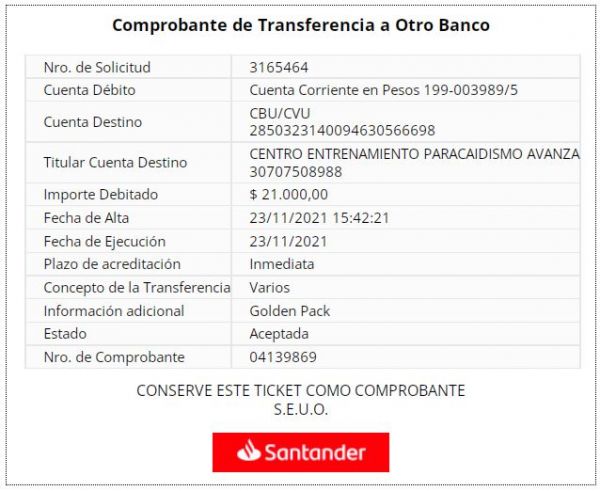 Comprobante de Transferencia a Otro Banco
Nro. de Solicitud 3165464
Cuenta Débito Cuenta Corriente en Pesos 199-003989/5
Cuenta Destino CBU/CVU
2850323140094630566698
Titular Cuenta Destino CENTRO ENTRENAMIENTO PARACAIDISMO AVANZA
30707508988
Importe Debitado $ 21.000,00
Fecha de Alta 23/11/2021 15:42:21
Fecha de Ejecución 23/11/2021
Plazo de acreditación Inmediata
Concepto de la Transferencia Varios
Información adicional Golden Pack
Estado Aceptada
Nro. de Comprobante 04139869
CONSERVE ESTE TICKET COMO COMPROBANTE
S.E.U.O.
Santander